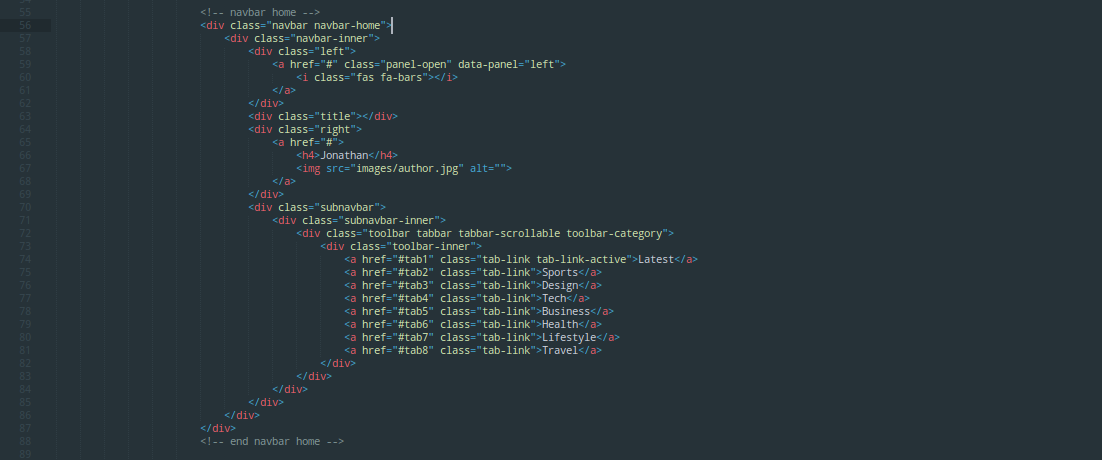 55 <!-- navbar home -->
56 <div class="navbar navbar-home">
57 <div class="navbar-inner">
58 <div class="left">
59 <a href="#" class="panel-open" data-panel="left">
60 <i class="fas fa-bars"></i>
61 </a>
62 </div>
63 <div class="title"></div>
64 <div class="right">
65 <a href="#">
66 <h4>Jonathan</h4>
67 <img src="images/author.jpg" alt="">
68 </a>
69 </div>
70 <div class="subnavbar">
71 <div class="subnavbar-inner">
72 <div class="toolbar tabbar tabbar-scrollable toolbar-category">
73 <div class="toolbar-inner">
74 <a href="#tab1" class="tab-link tab-link-active">Latest</a>
75 <a href="#tab2" class="tab-link">Sports</a>
76 <a href="#tab3" class="tab-link">Design</a>
77 <a href="#tab4" class="tab-link">Tech</a>
78 <a href="#tab5" class="tab-link">Business</a>
79 <a href="#tab6" class="tab-link">Health</a>
80 <a href="#tab7" class="tab-link">Lifestyle</a>
81 <a href="#tab8" class="tab-link">Travel</a>
82 </div>
83 </div>
84 </div>
85 </div>
86 </div>
87 </div>
88 <!-- end navbar home -->
89